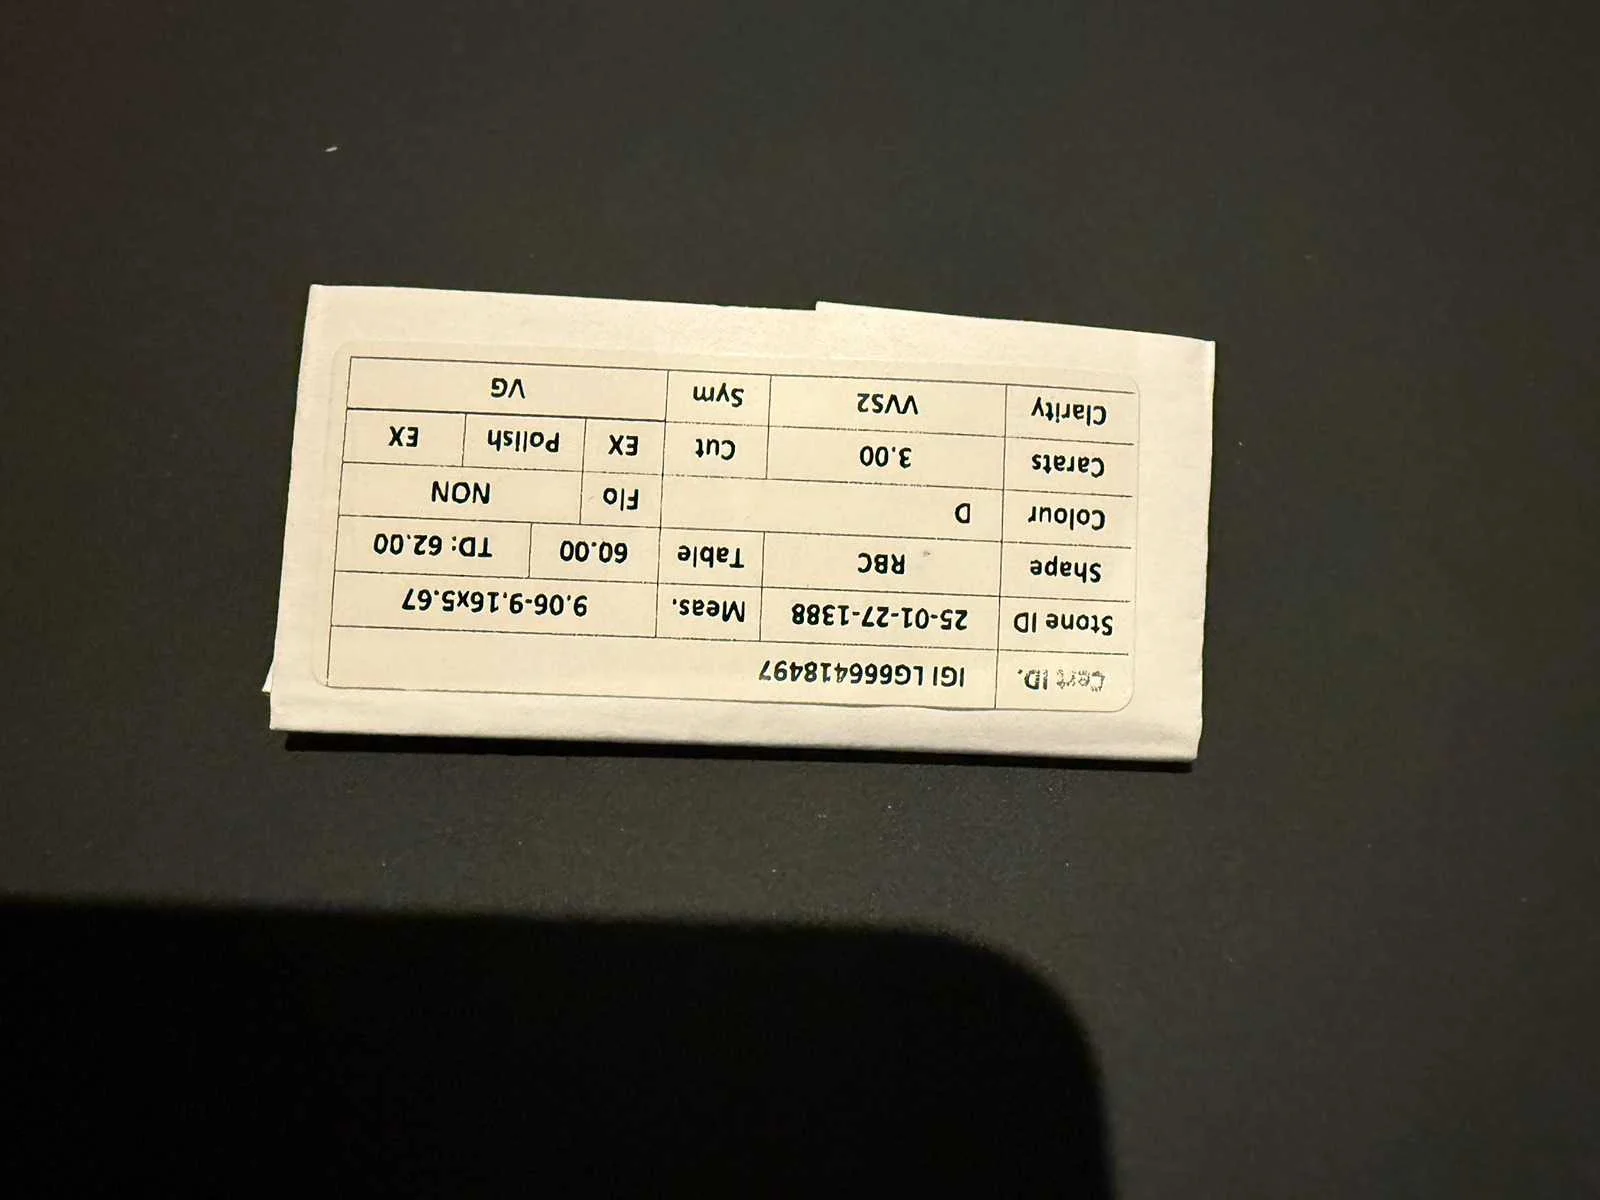 Cert ID. IGI LG666418497
Stone ID 25-01-27-1388 Meas. 9.06-9.16x5.67
Shape RBC Table 60.00 TD: 62.00
Colour D Flo NON
Carats 3.00 Cut EX Polish EX
Clarity VVS2 Sym VG